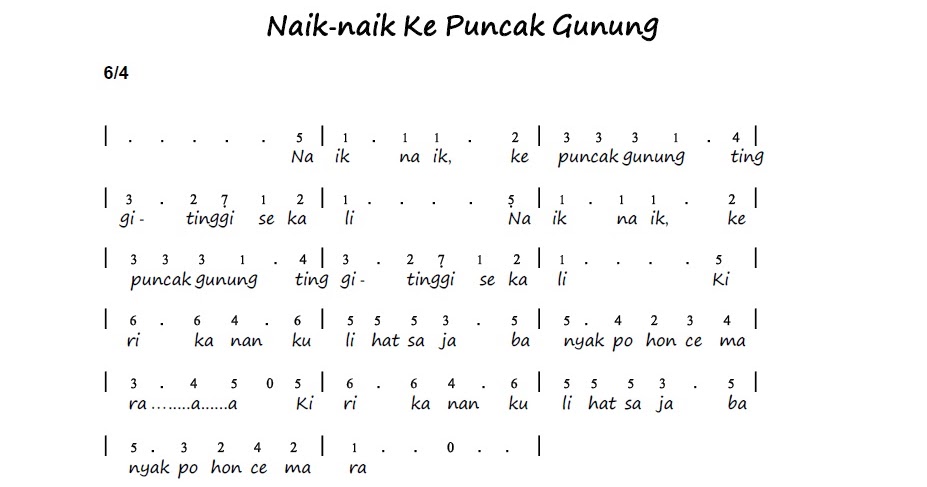 Naik-naik Ke Puncak Gunung
6/4
| . . . . . 5 | 1 . 1 1 . 2 | 3 3 3 1 . 4 |
Na ik na ik, ke puncak gunung ting
| 3 . 2 7̣ 1 2 | 1 . . . . 5̣ | 1 . 1 1 . 2 |
gi - tinggi se ka li Na ik na ik, ke
| 3 3 3 1 . 4 | 3 . 2 7̣ 1 2 | 1 . . . . 5 |
puncak gunung ting gi - tinggi se ka li Ki
| 6 . 6 4 . 6 | 5 5 5 3 . 5 | 5 . 4 2 3 4 |
ri ka nan ku li hat sa ja ba nyak po hon ce ma
| 3 . 4 5 0 5 | 6 . 6 4 . 6 | 5 5 5 3 . 5 |
ra ........a......a Ki ri ka nan ku li hat sa ja ba
| 5 . 3 2 4 2 | 1 . . 0 . . |
nyak po hon ce ma ra